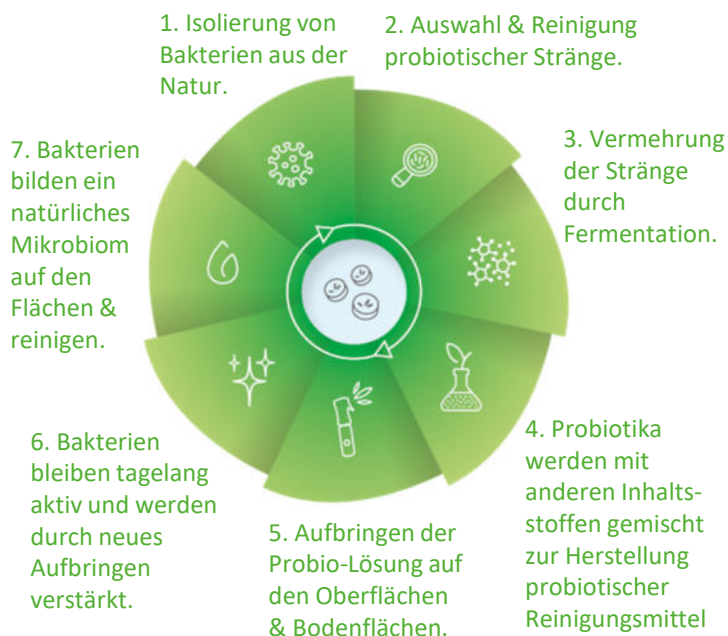 1. Isolierung von
Bakterien aus der
Natur.
2. Auswahl & Reinigung
probiotischer Stränge.
3. Vermehrung
der Stränge
durch
Fermentation.
4. Probiotika
werden mit
anderen Inhalts-
stoffen gemischt
zur Herstellung
probiotischer
Reinigungsmittel
5. Aufbringen der
Probio-Lösung auf
den Oberflächen
& Bodenflächen.
6. Bakterien
bleiben tagelang
aktiv und werden
durch neues
Aufbringen
verstärkt.
7. Bakterien
bilden ein
natürliches
Mikrobiom
auf den
Flächen &
reinigen.